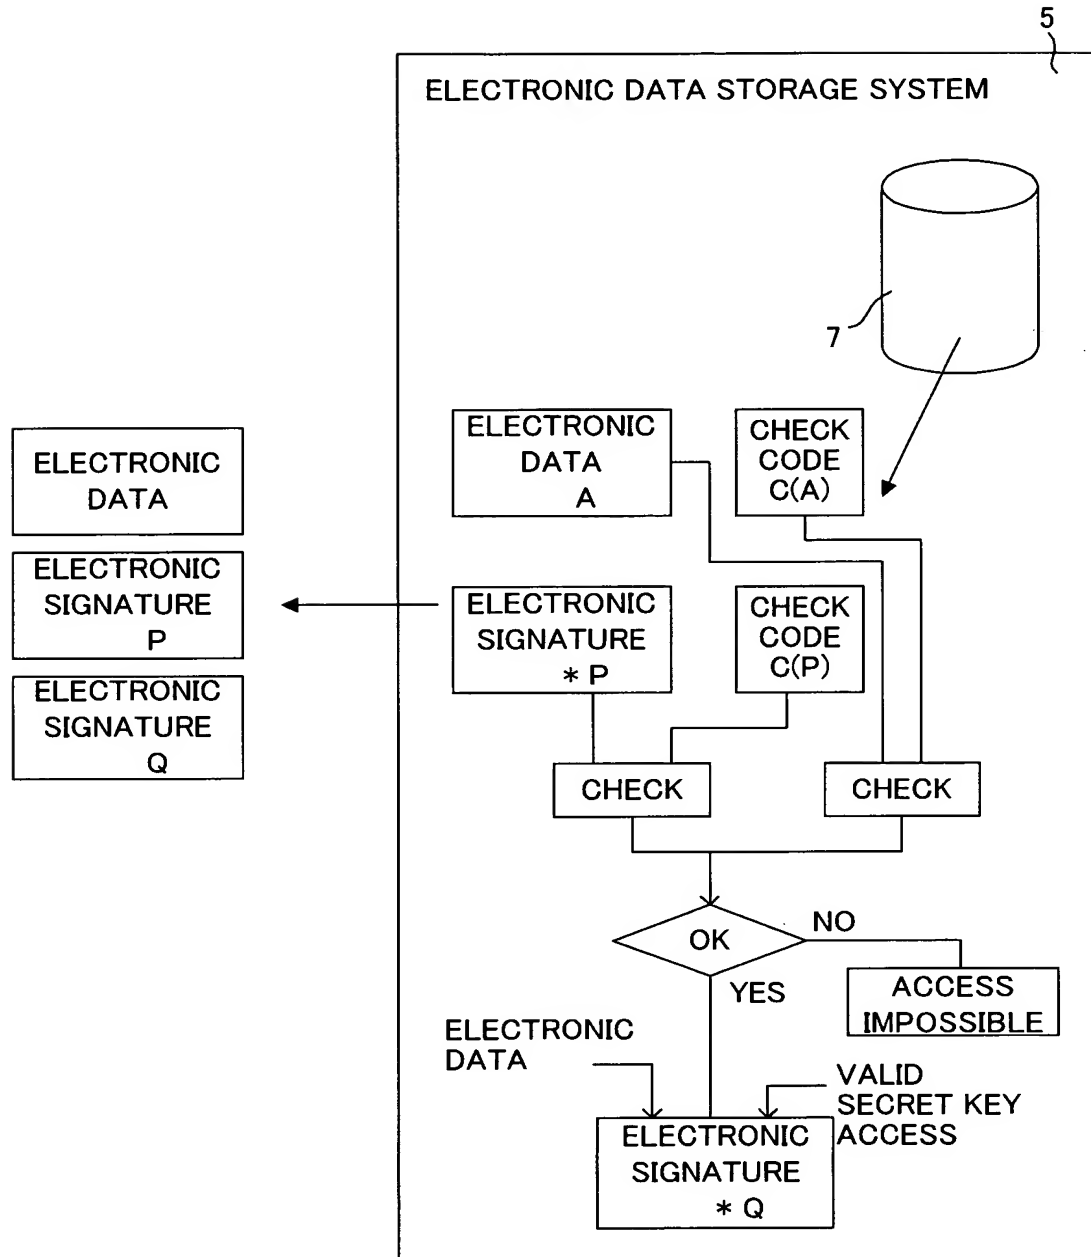 5
ELECTRONIC DATA STORAGE SYSTEM
7
ELECTRONIC
DATA
A
CHECK
CODE
C(A)
ELECTRONIC
DATA
ELECTRONIC
SIGNATURE
P
ELECTRONIC
SIGNATURE
Q
ELECTRONIC
SIGNATURE
* P
CHECK
CODE
C(P)
CHECK
CHECK
OK
NO
YES
ACCESS
IMPOSSIBLE
ELECTRONIC
DATA
VALID
SECRET KEY
ACCESS
ELECTRONIC
SIGNATURE
* Q